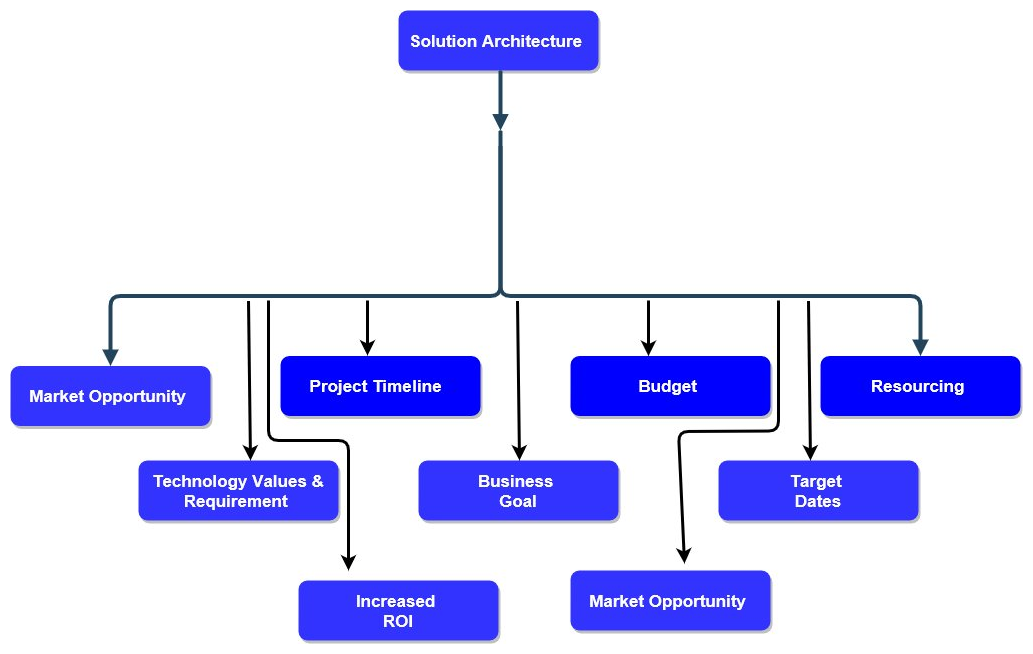 Solution Architecture
Market Opportunity
Project Timeline
Budget
Resourcing
Technology Values &
Requirement
Business
Goal
Target
Dates
Increased
ROI
Market Opportunity